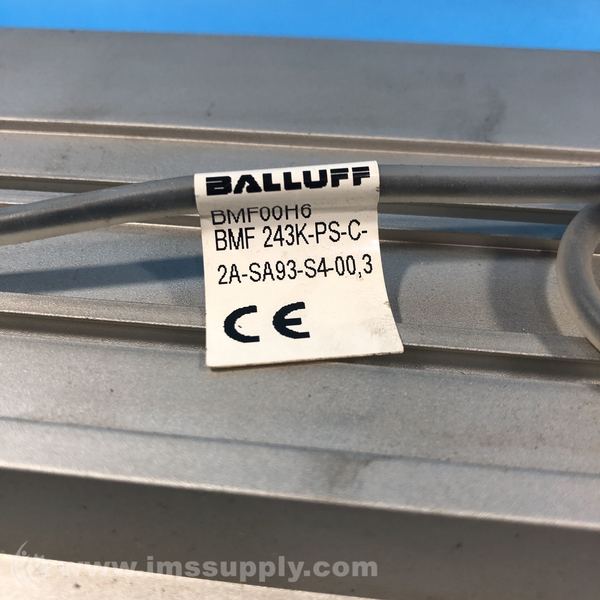 BALLUFF
BMF00H6
BMF 243K-PS-C-
2A-SA93-S4-00,3
CE
www.imssupply.com